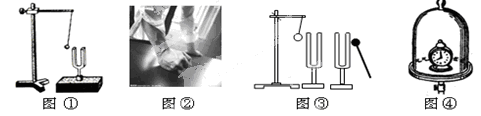 图 ① 图 ② 图 ③ 图 ④